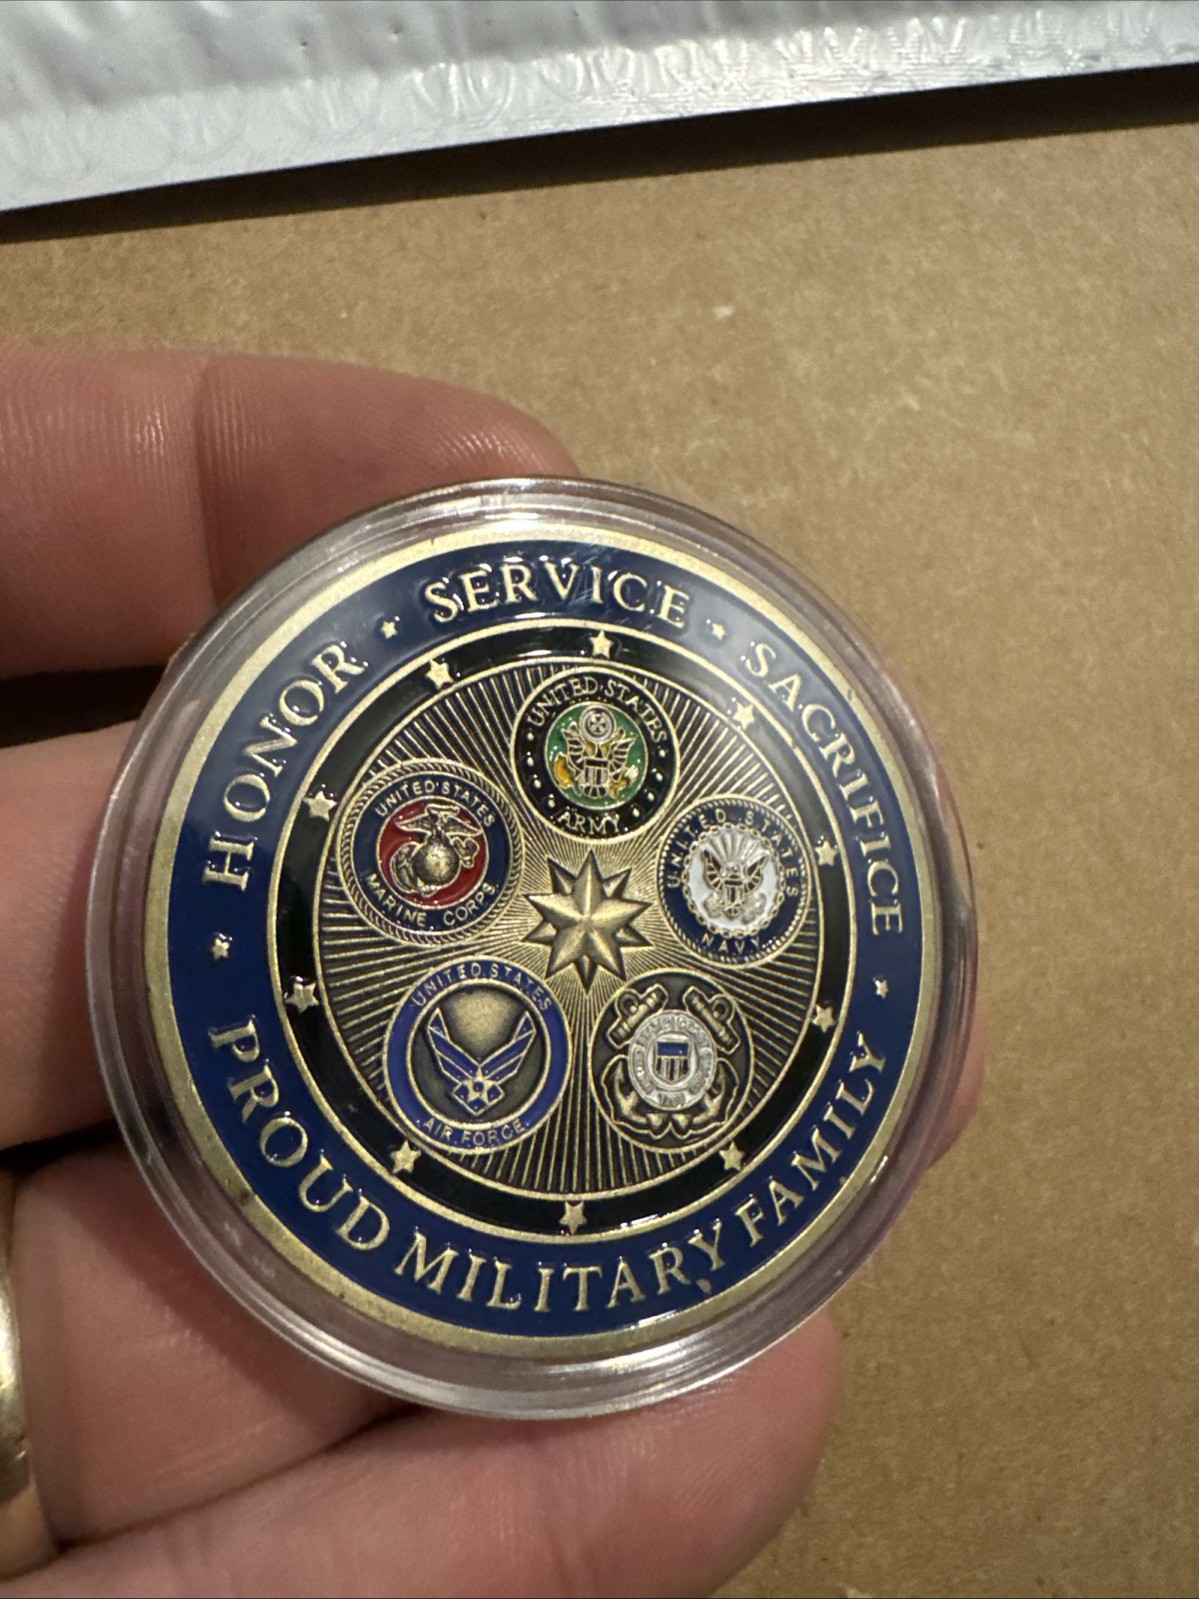 HONOR ★ SERVICE ★ SACRIFICE
PROUD MILITARY FAMILY
UNITED·STATES
ARMY
UNITED STATES
MARINE CORPS
UNITED STATES
NAVY
UNITED STATES
AIR FORCE